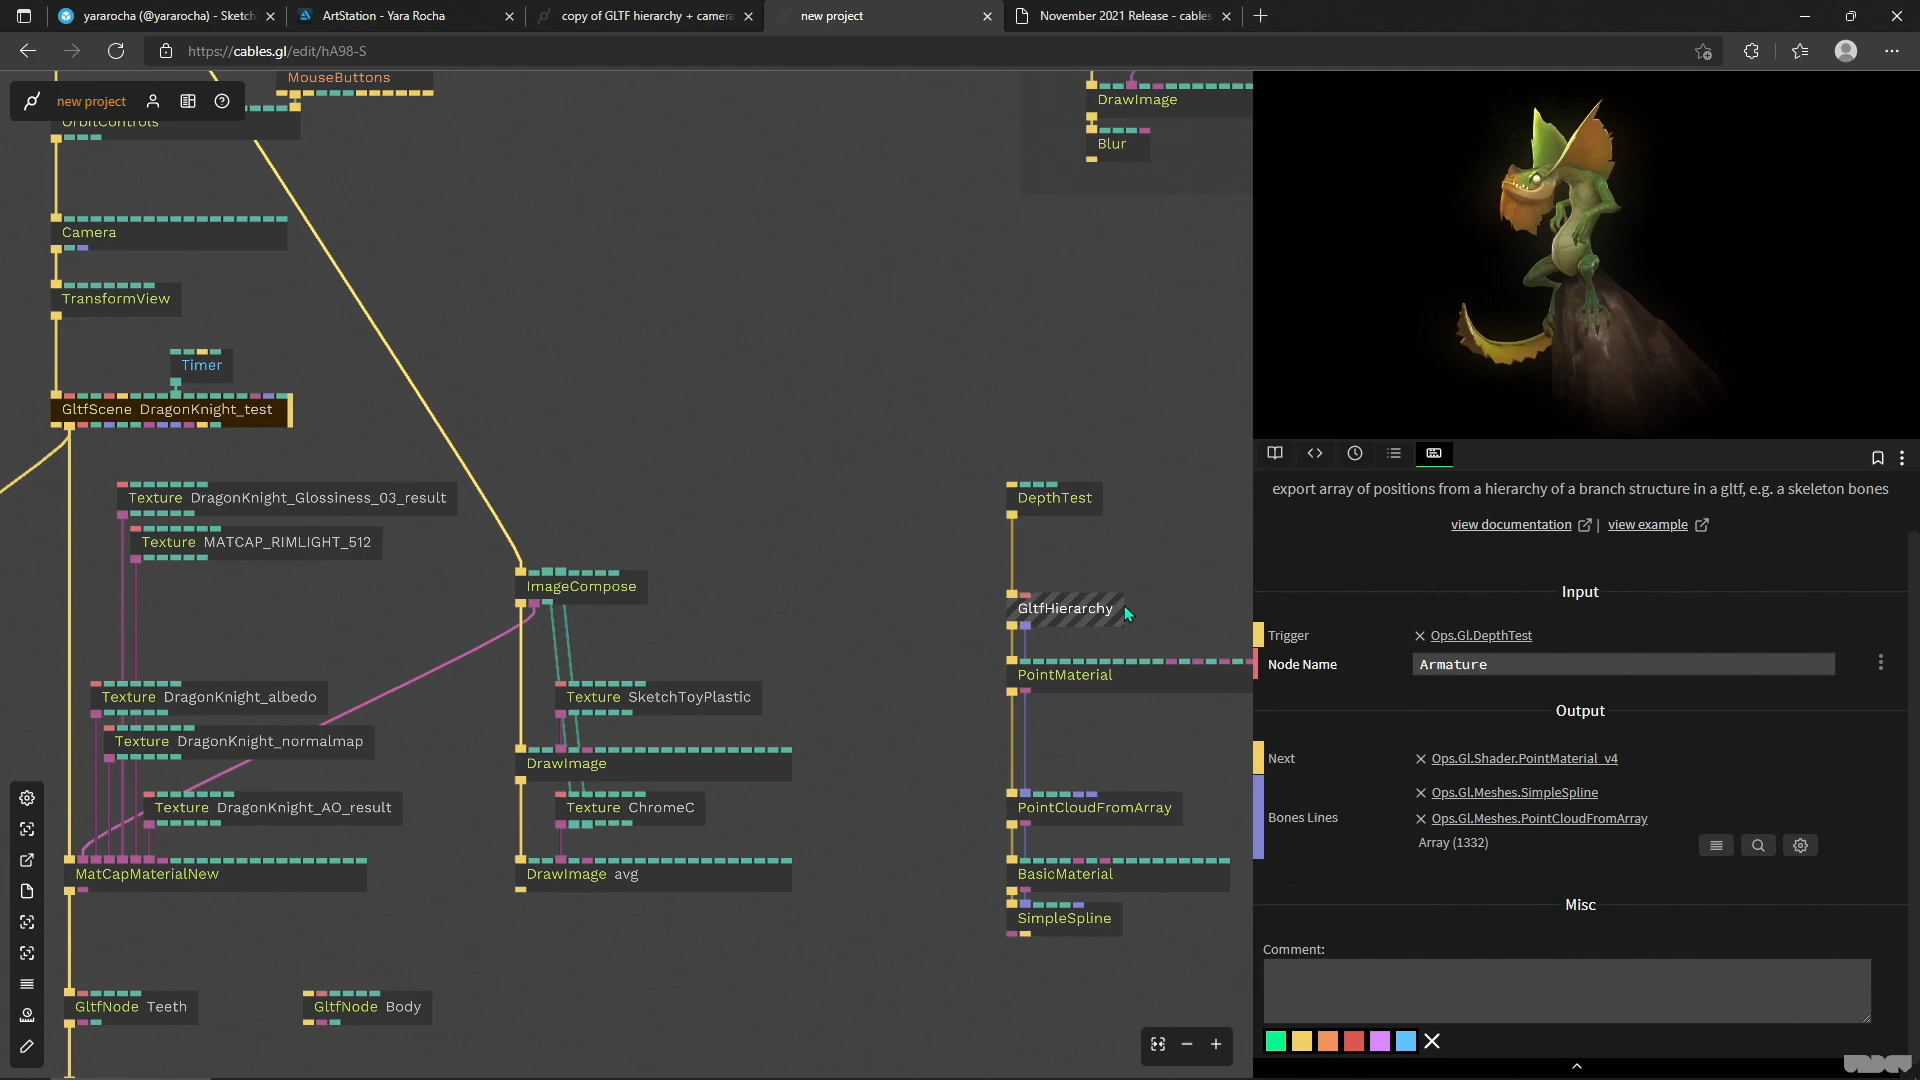 yararocha (@yararocha) - Sketch
ArtStation - Yara Rocha
copy of GLTF hierarchy + camera
new project
November 2021 Release - cables
https://cables.gl/edit/hA98-S
MouseButtons
new project
OrbitControls
DrawImage
Blur
Camera
TransformView
Timer
GltfScene DragonKnight_test
Texture DragonKnight_Glossiness_03_result
Texture MATCAP_RIMLIGHT_512
DepthTest
ImageCompose
GltfHierarchy
PointMaterial
Texture DragonKnight_albedo
Texture SketchToyPlastic
Texture DragonKnight_normalmap
DrawImage
Texture DragonKnight_AO_result
Texture ChromeC
PointCloudFromArray
MatCapMaterialNew
DrawImage avg
BasicMaterial
SimpleSpline
GltfNode Teeth
GltfNode Body
export array of positions from a hierarchy of a branch structure in a gltf, e.g. a skeleton bones
view documentation | view example
Input
Trigger
Ops.Gl.DepthTest
Node Name
Armature
Output
Next
Ops.Gl.Shader.PointMaterial_v4
Ops.Gl.Meshes.SimpleSpline
Bones Lines
Ops.Gl.Meshes.PointCloudFromArray
Array (1332)
Misc
Comment: